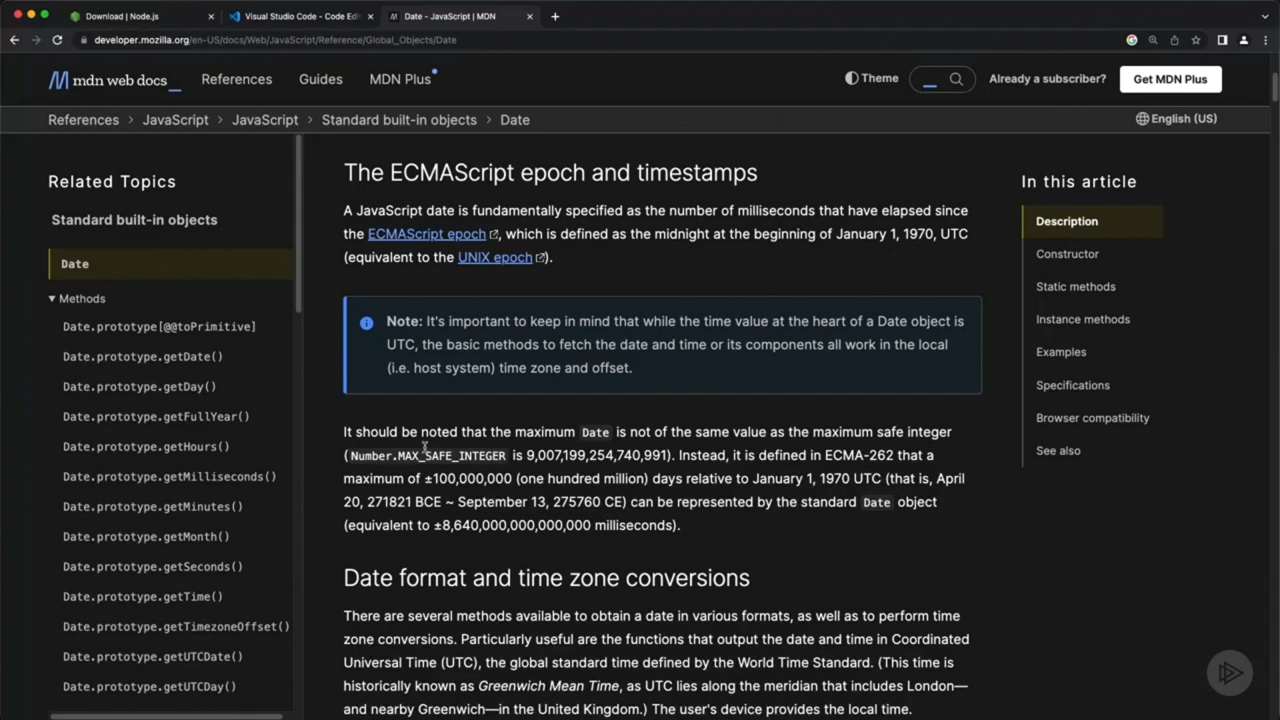 Download | Node.js
Visual Studio Code - Code Edi
Date - JavaScript | MDN
developer.mozilla.org/en-US/docs/Web/JavaScript/Reference/Global_Objects/Date
mdn web docs_
References
Guides
MDN Plus
Theme
Already a subscriber?
Get MDN Plus
References > JavaScript > JavaScript > Standard built-in objects > Date
English (US)
Related Topics
Standard built-in objects
Date
Methods
Date.prototype[@@toPrimitive]
Date.prototype.getDate()
Date.prototype.getDay()
Date.prototype.getFullYear()
Date.prototype.getHours()
Date.prototype.getMilliseconds()
Date.prototype.getMinutes()
Date.prototype.getMonth()
Date.prototype.getSeconds()
Date.prototype.getTime()
Date.prototype.getTimezoneOffset()
Date.prototype.getUTCDate()
Date.prototype.getUTCDay()
The ECMAScript epoch and timestamps
A JavaScript date is fundamentally specified as the number of milliseconds that have elapsed since
the ECMAScript epoch, which is defined as the midnight at the beginning of January 1, 1970, UTC
(equivalent to the UNIX epoch).
Note: It's important to keep in mind that while the time value at the heart of a Date object is
UTC, the basic methods to fetch the date and time or its components all work in the local
(i.e. host system) time zone and offset.
It should be noted that the maximum Date is not of the same value as the maximum safe integer
(Number.MAX_SAFE_INTEGER is 9,007,199,254,740,991). Instead, it is defined in ECMA-262 that a
maximum of ±100,000,000 (one hundred million) days relative to January 1, 1970 UTC (that is, April
20, 271821 BCE ~ September 13, 275760 CE) can be represented by the standard Date object
(equivalent to ±8,640,000,000,000,000 milliseconds).
Date format and time zone conversions
There are several methods available to obtain a date in various formats, as well as to perform time
zone conversions. Particularly useful are the functions that output the date and time in Coordinated
Universal Time (UTC), the global standard time defined by the World Time Standard. (This time is
historically known as Greenwich Mean Time, as UTC lies along the meridian that includes London—
and nearby Greenwich—in the United Kingdom.) The user's device provides the local time.
In this article
Description
Constructor
Static methods
Instance methods
Examples
Specifications
Browser compatibility
See also